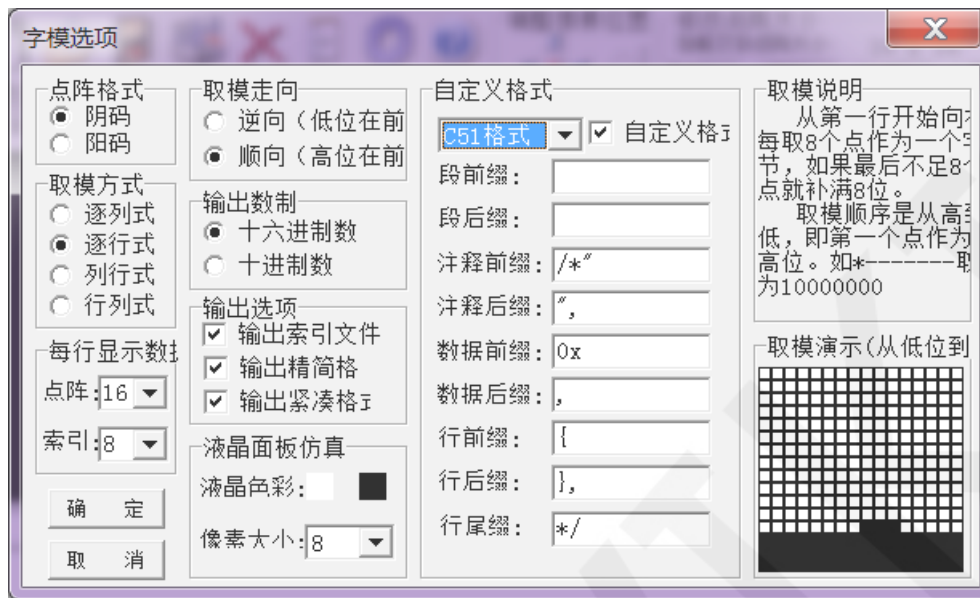 字模选项
点阵格式
阴码
阳码
取模方式
逐列式
逐行式
列行式
行列式
每行显示数据
点阵:16
索引:8
确 定
取 消
取模走向
逆向（低位在前
顺向（高位在前
输出数制
十六进制数
十进制数
输出选项
输出索引文件
输出精简格
输出紧凑格式
液晶面板仿真
液晶色彩:
像素大小:8
自定义格式
C51格式
自定义格式
段前缀:
段后缀:
注释前缀: /*"
注释后缀: ",
数据前缀: 0x
数据后缀: ,
行前缀: {
行后缀: },
行尾缀: */
取模说明
从第一行开始向
每取8个点作为一个字
节，如果最后不足8个
点就补满8位。
取模顺序是从高到
低，即第一个点作为
高位。如*-------取
为10000000
取模演示(从低位到